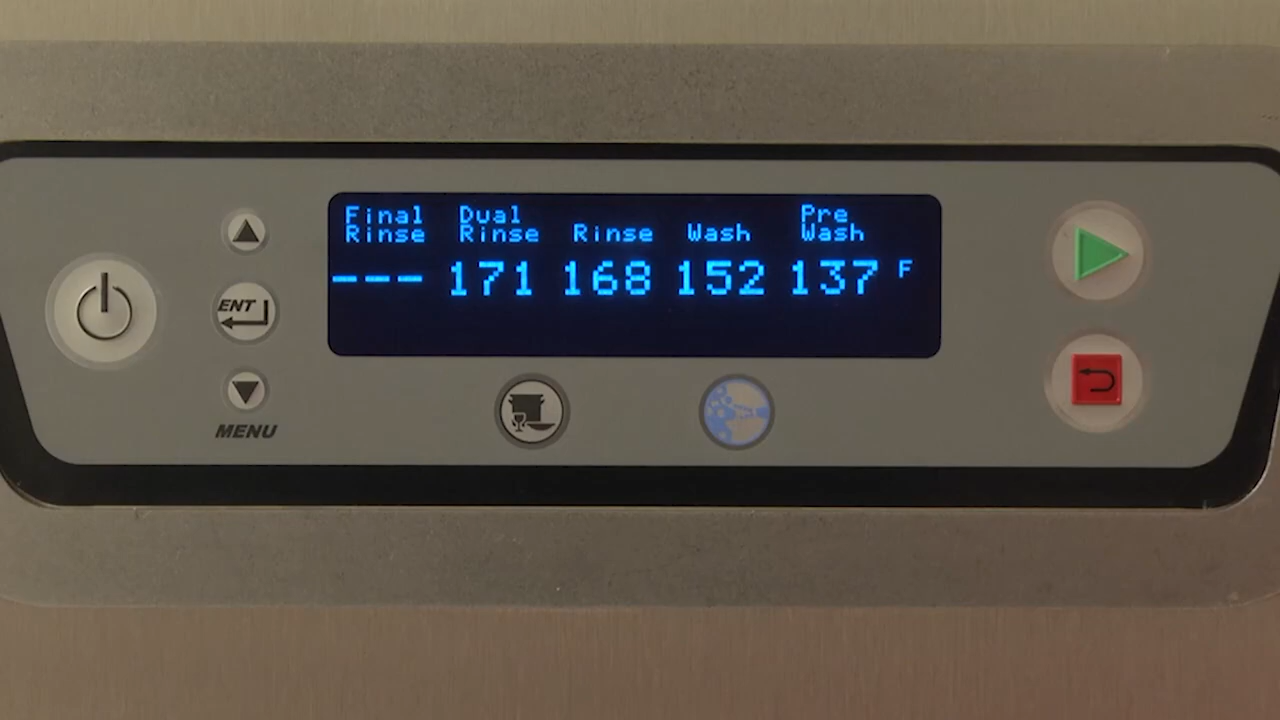 Final Dual Pre
Rinse Rinse Rinse Wash Wash
--- 171 168 152 137 F
ENT
MENU